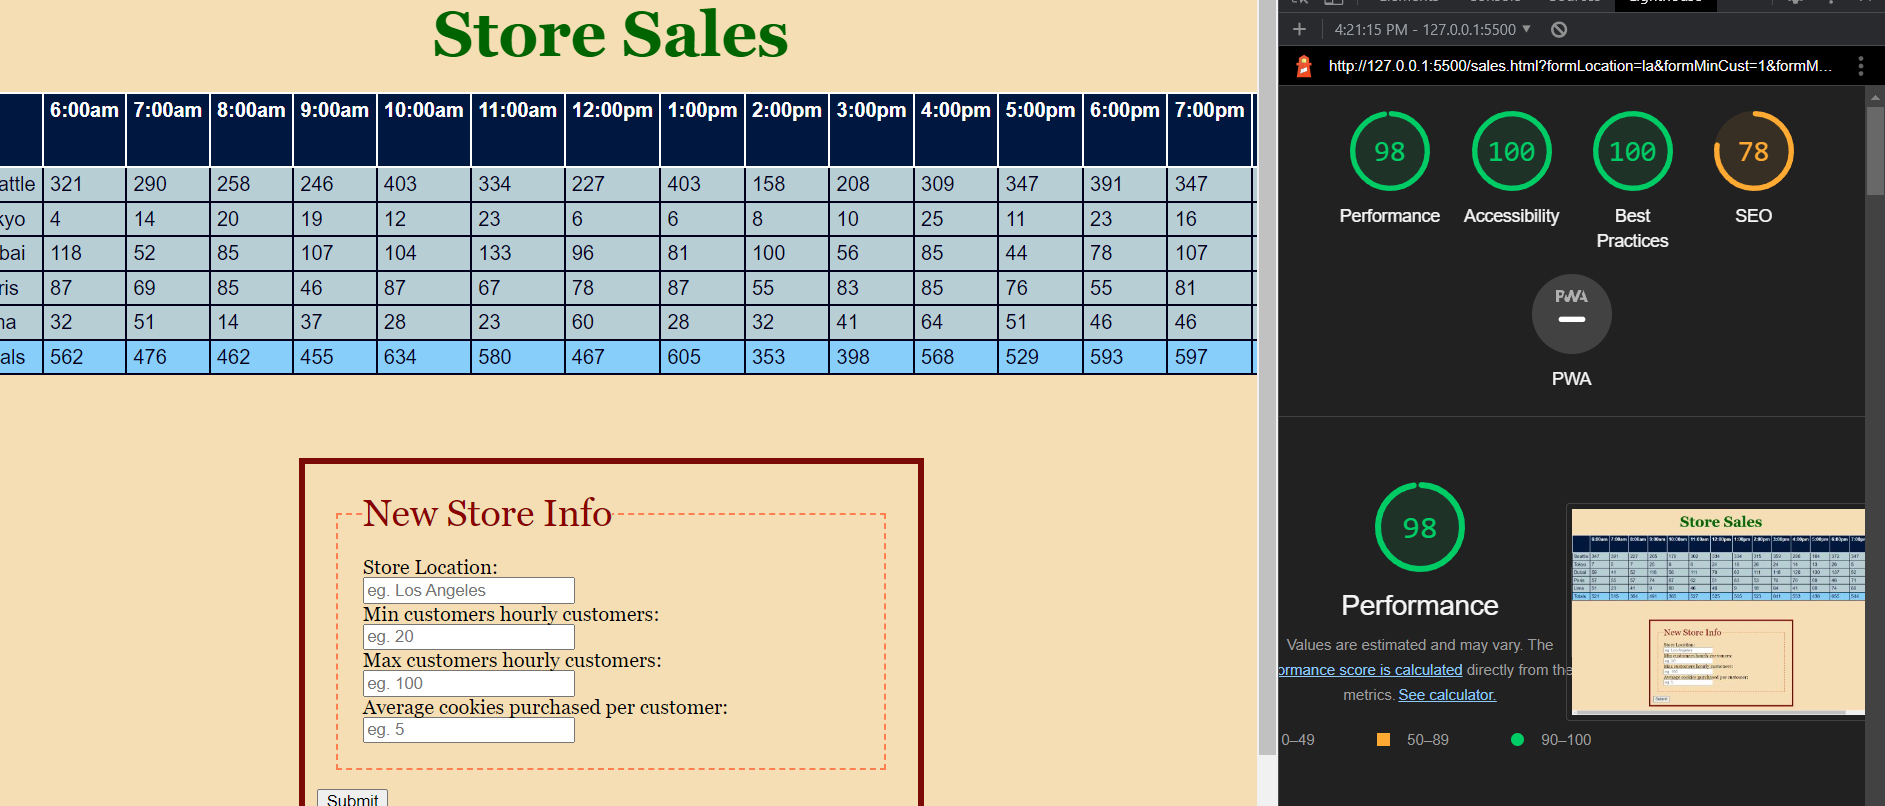 Store Sales
6:00am 7:00am 8:00am 9:00am 10:00am 11:00am 12:00pm 1:00pm 2:00pm 3:00pm 4:00pm 5:00pm 6:00pm 7:00pm
attle 321 290 258 246 403 334 227 403 158 208 309 347 391 347
kyo 4 14 20 19 12 23 6 6 8 10 25 11 23 16
bai 118 52 85 107 104 133 96 81 100 56 85 44 78 107
ris 87 69 85 46 87 67 78 87 55 83 85 76 55 81
na 32 51 14 37 28 23 60 28 32 41 64 51 46 46
als 562 476 462 455 634 580 467 605 353 398 568 529 593 597
New Store Info
Store Location:
eg. Los Angeles
Min customers hourly customers:
eg. 20
Max customers hourly customers:
eg. 100
Average cookies purchased per customer:
eg. 5
Submit
4:21:15 PM - 127.0.0.1:5500
http://127.0.0.1:5500/sales.html?formLocation=la&formMinCust=1&formM...
98 100 100 78
Performance Accessibility Best Practices SEO
PWA
PWA
98
Performance
Values are estimated and may vary. The
ormance score is calculated directly from the
metrics. See calculator.
0–49 50–89 90–100
Store Sales
New Store Info